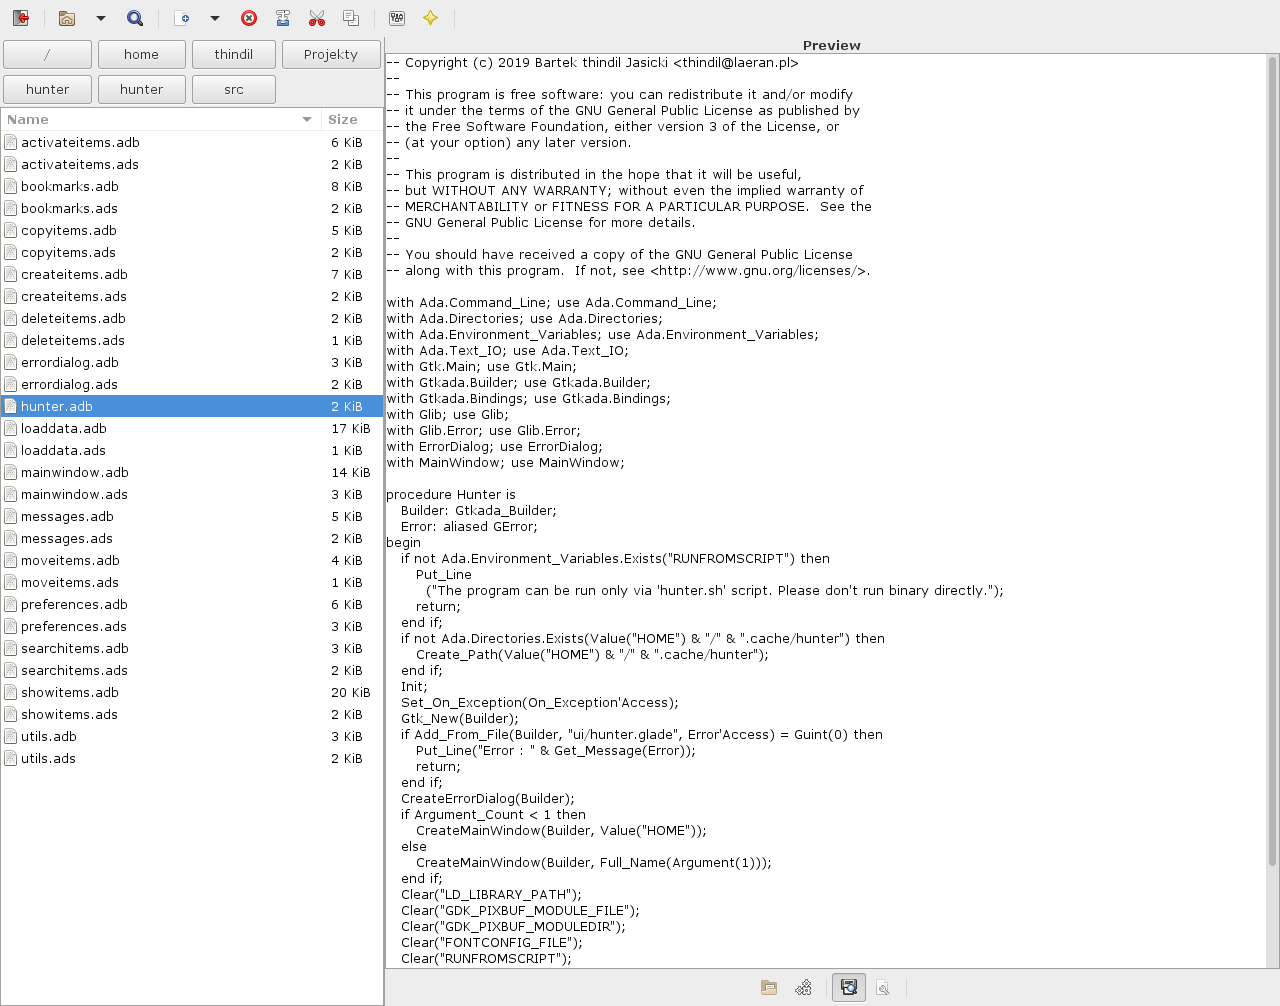 / home thindil Projekty
hunter hunter src
Name Size
activateitems.adb 6 KiB
activateitems.ads 2 KiB
bookmarks.adb 8 KiB
bookmarks.ads 2 KiB
copyitems.adb 5 KiB
copyitems.ads 2 KiB
createitems.adb 7 KiB
createitems.ads 2 KiB
deleteitems.adb 2 KiB
deleteitems.ads 1 KiB
errordialog.adb 3 KiB
errordialog.ads 2 KiB
hunter.adb 2 KiB
loaddata.adb 17 KiB
loaddata.ads 1 KiB
mainwindow.adb 14 KiB
mainwindow.ads 3 KiB
messages.adb 5 KiB
messages.ads 2 KiB
moveitems.adb 4 KiB
moveitems.ads 1 KiB
preferences.adb 6 KiB
preferences.ads 3 KiB
searchitems.adb 3 KiB
searchitems.ads 2 KiB
showitems.adb 20 KiB
showitems.ads 2 KiB
utils.adb 3 KiB
utils.ads 2 KiB
Preview
-- Copyright (c) 2019 Bartek thindil Jasicki <thindil@laeran.pl>
--
-- This program is free software: you can redistribute it and/or modify
-- it under the terms of the GNU General Public License as published by
-- the Free Software Foundation, either version 3 of the License, or
-- (at your option) any later version.
--
-- This program is distributed in the hope that it will be useful,
-- but WITHOUT ANY WARRANTY; without even the implied warranty of
-- MERCHANTABILITY or FITNESS FOR A PARTICULAR PURPOSE.  See the
-- GNU General Public License for more details.
--
-- You should have received a copy of the GNU General Public License
-- along with this program.  If not, see <http://www.gnu.org/licenses/>.

with Ada.Command_Line; use Ada.Command_Line;
with Ada.Directories; use Ada.Directories;
with Ada.Environment_Variables; use Ada.Environment_Variables;
with Ada.Text_IO; use Ada.Text_IO;
with Gtk.Main; use Gtk.Main;
with Gtkada.Builder; use Gtkada.Builder;
with Gtkada.Bindings; use Gtkada.Bindings;
with Glib; use Glib;
with Glib.Error; use Glib.Error;
with ErrorDialog; use ErrorDialog;
with MainWindow; use MainWindow;

procedure Hunter is
   Builder: Gtkada_Builder;
   Error: aliased GError;
begin
   if not Ada.Environment_Variables.Exists("RUNFROMSCRIPT") then
      Put_Line
        ("The program can be run only via 'hunter.sh' script. Please don't run binary directly.");
      return;
   end if;
   if not Ada.Directories.Exists(Value("HOME") & "/" & ".cache/hunter") then
      Create_Path(Value("HOME") & "/" & ".cache/hunter");
   end if;
   Init;
   Set_On_Exception(On_Exception'Access);
   Gtk_New(Builder);
   if Add_From_File(Builder, "ui/hunter.glade", Error'Access) = Guint(0) then
      Put_Line("Error : " & Get_Message(Error));
      return;
   end if;
   CreateErrorDialog(Builder);
   if Argument_Count < 1 then
      CreateMainWindow(Builder, Value("HOME"));
   else
      CreateMainWindow(Builder, Full_Name(Argument(1)));
   end if;
   Clear("LD_LIBRARY_PATH");
   Clear("GDK_PIXBUF_MODULE_FILE");
   Clear("GDK_PIXBUF_MODULEDIR");
   Clear("FONTCONFIG_FILE");
   Clear("RUNFROMSCRIPT");